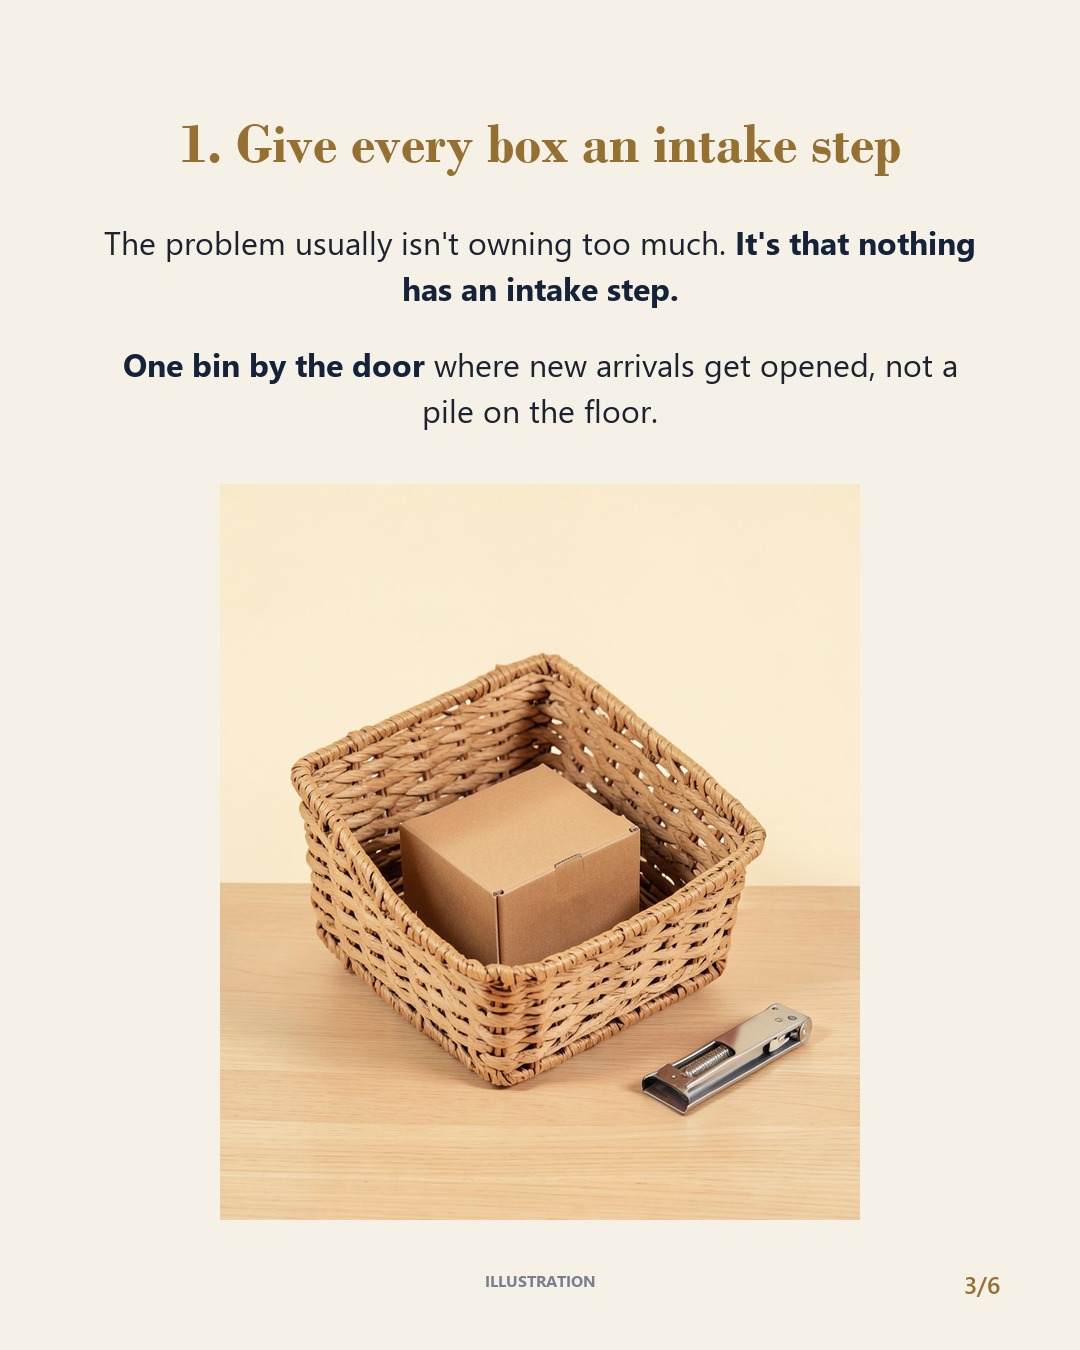 1. Give every box an intake step
The problem usually isn't owning too much. It's that nothing
has an intake step.
One bin by the door where new arrivals get opened, not a
pile on the floor.
ILLUSTRATION
3/6